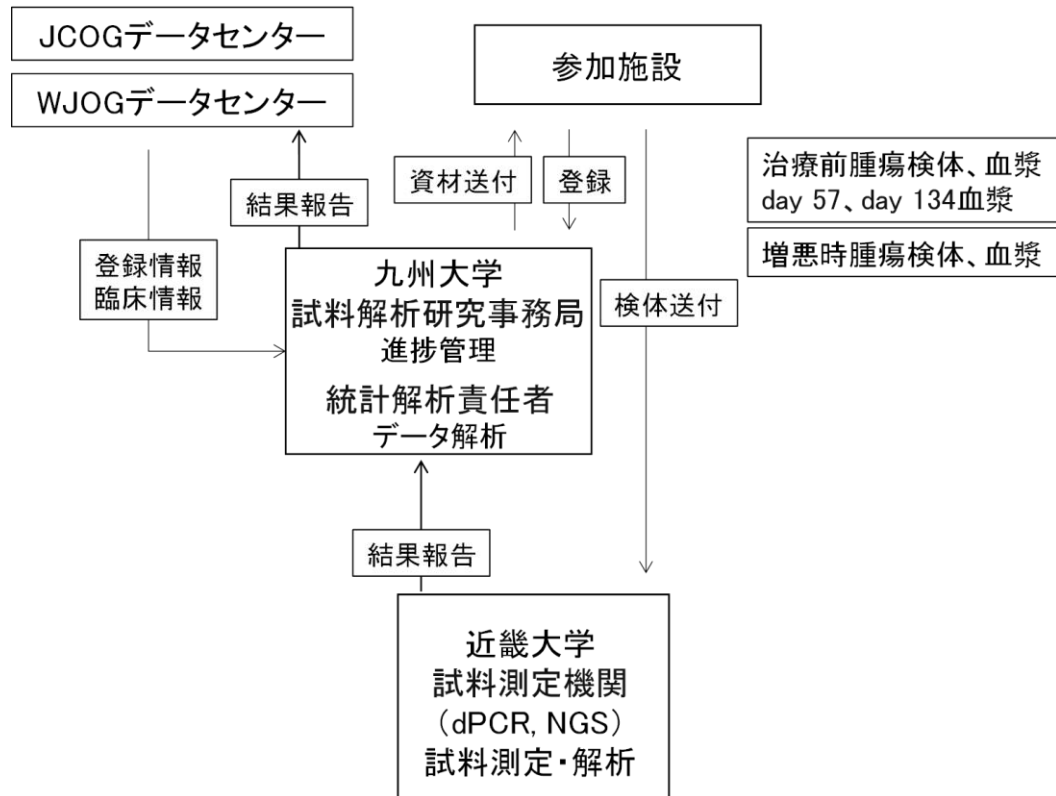 JCOGデータセンター
WJOGデータセンター
参加施設
資材送付
登録
治療前腫瘍検体、血漿
day 57、day 134血漿
増悪時腫瘍検体、血漿
結果報告
登録情報
臨床情報
検体送付
九州大学
試料解析研究事務局
進捗管理
統計解析責任者
データ解析
結果報告
近畿大学
試料測定機関
（dPCR, NGS）
試料測定・解析